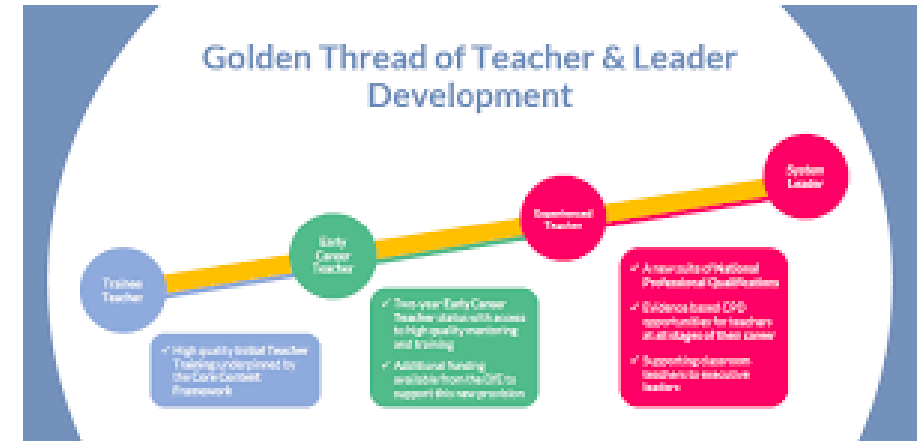 Golden Thread of Teacher & Leader
Development
System
Leader
Experienced
Teacher
Early
Career
Teacher
Trainee
Teacher
✓ High quality Initial Teacher
Training underpinned by
the Core Content
Framework
✓ Two-year Early Career
Teacher status with access
to high quality mentoring
and training
✓ Additional funding
available from the DfE to
support this new provision
✓ A new suite of National
Professional Qualifications
✓ Evidence based CPD
opportunities for teachers
at all stages of their career
✓ Supporting classroom
teachers to executive
leaders